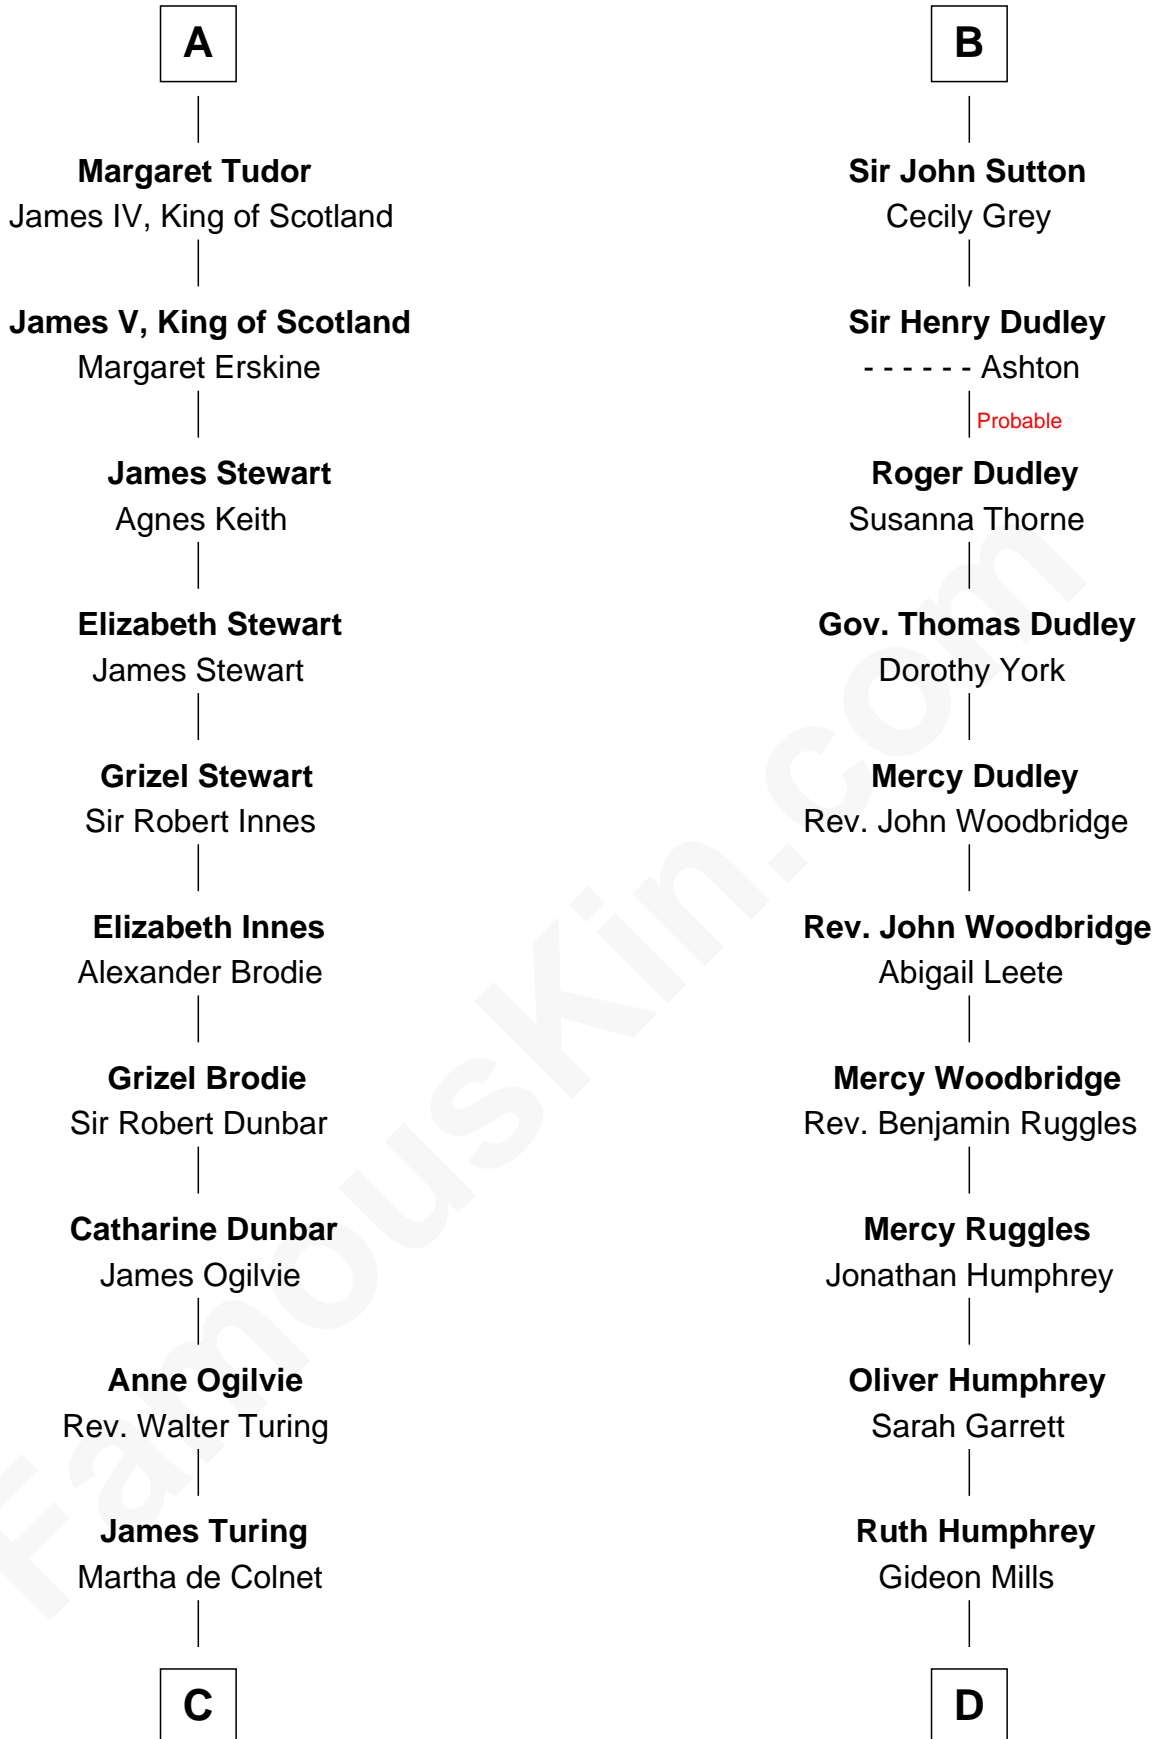 A
Margaret Tudor
James IV, King of Scotland
James V, King of Scotland
Margaret Erskine
James Stewart
Agnes Keith
Elizabeth Stewart
James Stewart
Grizel Stewart
Sir Robert Innes
Elizabeth Innes
Alexander Brodie
Grizel Brodie
Sir Robert Dunbar
Catharine Dunbar
James Ogilvie
Anne Ogilvie
Rev. Walter Turing
James Turing
Martha de Colnet
C
B
Sir John Sutton
Cecily Grey
Sir Henry Dudley
- - - - - - Ashton
Probable
Roger Dudley
Susanna Thorne
Gov. Thomas Dudley
Dorothy York
Mercy Dudley
Rev. John Woodbridge
Rev. John Woodbridge
Abigail Leete
Mercy Woodbridge
Rev. Benjamin Ruggles
Mercy Ruggles
Jonathan Humphrey
Oliver Humphrey
Sarah Garrett
Ruth Humphrey
Gideon Mills
D
FamousKin.com